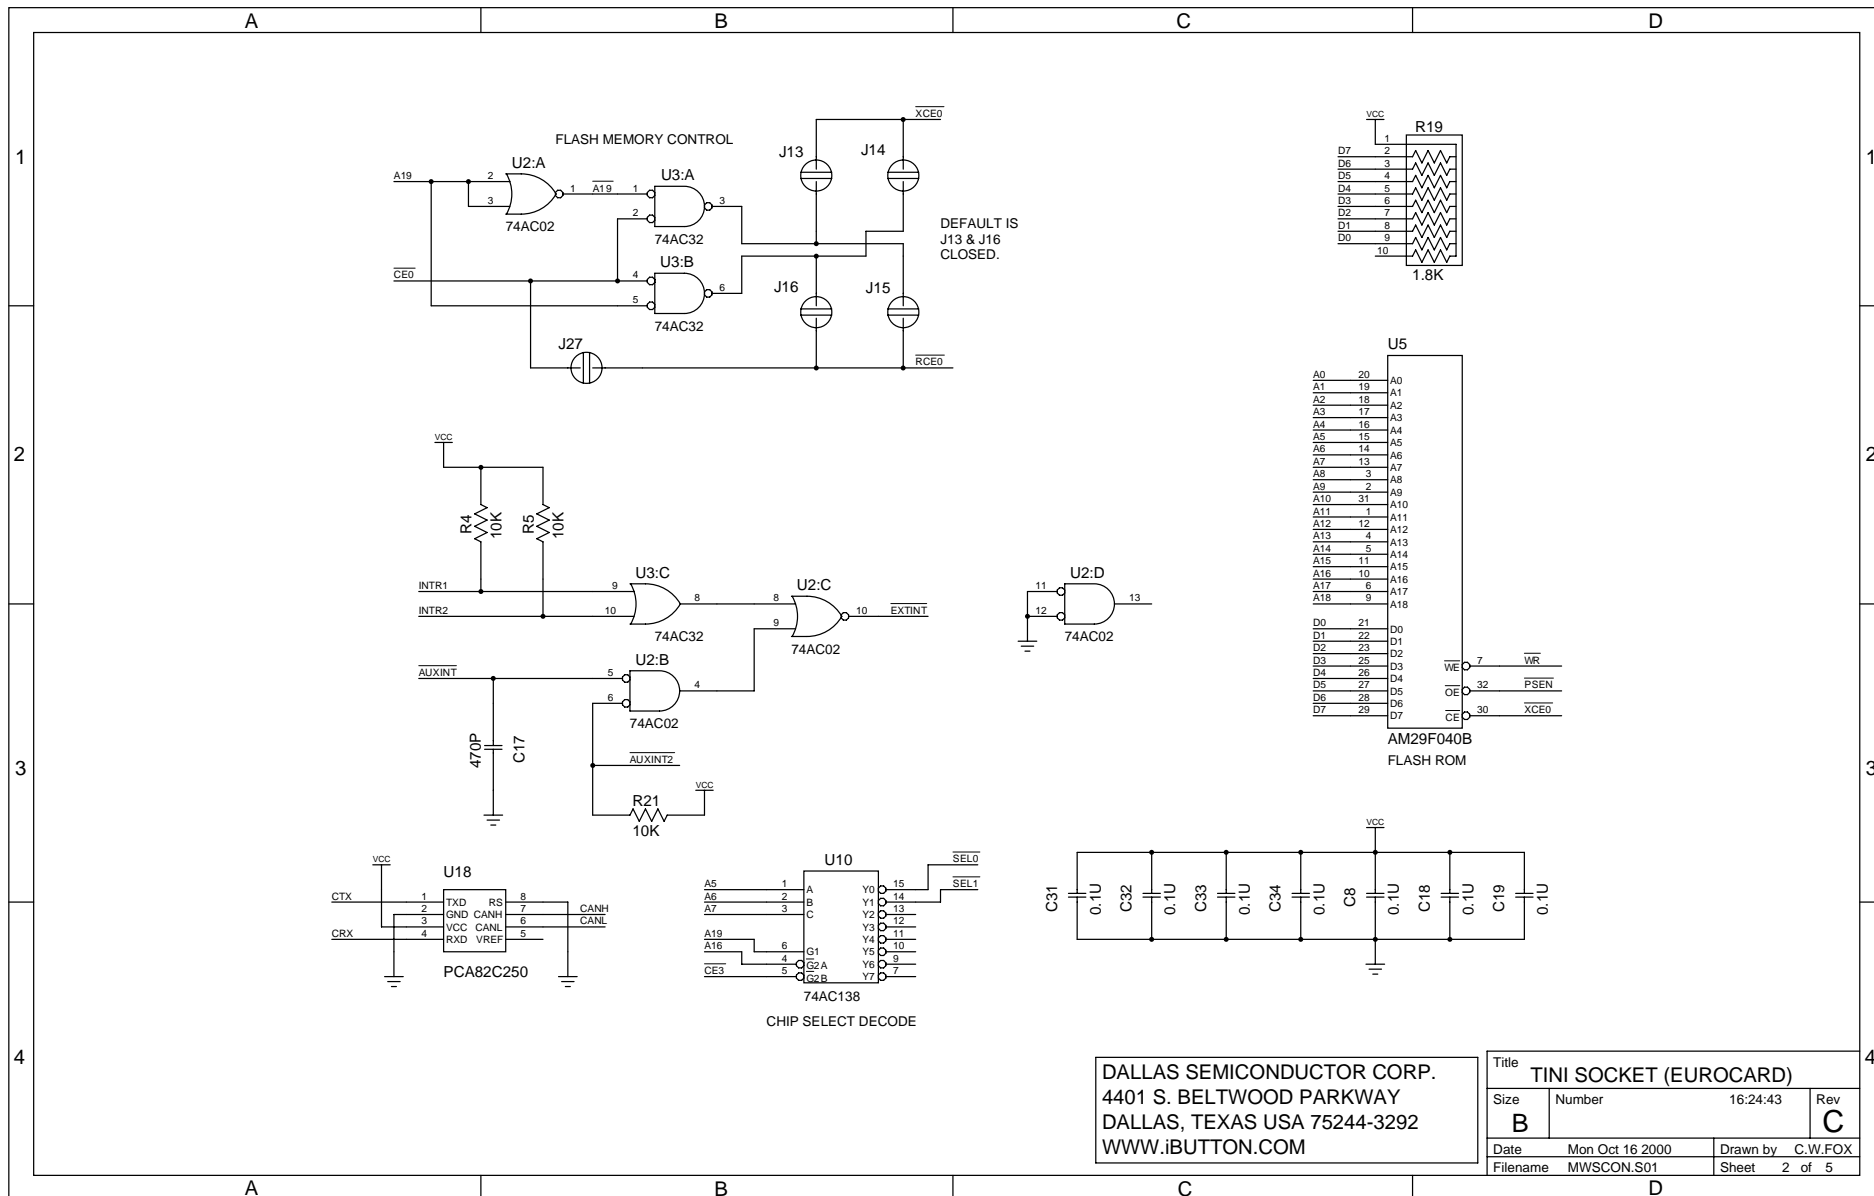 A B C D
1 1
2 2
3 3
4 4
FLASH MEMORY CONTROL
A19
U2:A
2
3
1
74AC02
A19
U3:A
1
2
3
74AC32
CE0
U3:B
4
5
6
74AC32
J13
J14
J16
J15
J27
XCE0
RCE0
DEFAULT IS
J13 & J16
CLOSED.
VCC
R19
1
D7 2
D6 3
D5 4
D4 5
D3 6
D2 7
D1 8
D0 9
10
1.8K
U5
A0 20 A0
A1 19 A1
A2 18 A2
A3 17 A3
A4 16 A4
A5 15 A5
A6 14 A6
A7 13 A7
A8 3 A8
A9 2 A9
A10 31 A10
A11 1 A11
A12 12 A12
A13 4 A13
A14 5 A14
A15 11 A15
A16 10 A16
A17 6 A17
A18 9 A18
D0 21 D0
D1 22 D1
D2 23 D2
D3 25 D3
D4 26 D4
D5 27 D5
D6 28 D6
D7 29 D7
WE 7 WR
OE 32 PSEN
CE 30 XCE0
AM29F040B
FLASH ROM
VCC
R4
10K
R5
10K
INTR1
INTR2
U3:C
9
10
8
74AC32
U2:C
8
9
10
74AC02
EXTINT
AUXINT
U2:B
5
6
4
74AC02
470P
C17
AUXINT2
R21
10K
VCC
U2:D
11
12
13
74AC02
VCC
U18
CTX 1 TXD RS 8
2 GND CANH 7 CANH
3 VCC CANL 6 CANL
CRX 4 RXD VREF 5
PCA82C250
U10
A5 1 A Y0 15 SEL0
A6 2 B Y1 14 SEL1
A7 3 C Y2 13
Y3 12
A19 Y4 11
A16 6 G1 Y5 10
4 G2A Y6 9
CE3 5 G2B Y7 7
74AC138
CHIP SELECT DECODE
VCC
C31 0.1U
C32 0.1U
C33 0.1U
C34 0.1U
C8 0.1U
C18 0.1U
C19 0.1U
DALLAS SEMICONDUCTOR CORP.
4401 S. BELTWOOD PARKWAY
DALLAS, TEXAS USA 75244-3292
WWW.iBUTTON.COM
Title TINI SOCKET (EUROCARD)
Size Number 16:24:43 Rev
B C
Date Mon Oct 16 2000 Drawn by C.W.FOX
Filename MWSCON.S01 Sheet 2 of 5
A B C D